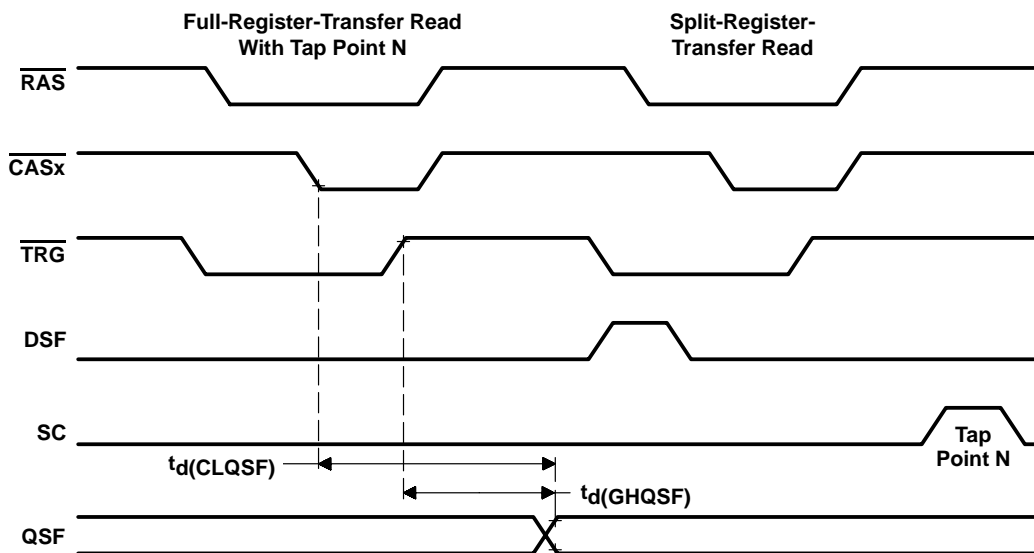 Full-Register-Transfer Read
With Tap Point N
Split-Register-
Transfer Read
RAS
CASx
TRG
DSF
SC
Tap
Point N
td(CLQSF)
td(GHQSF)
QSF